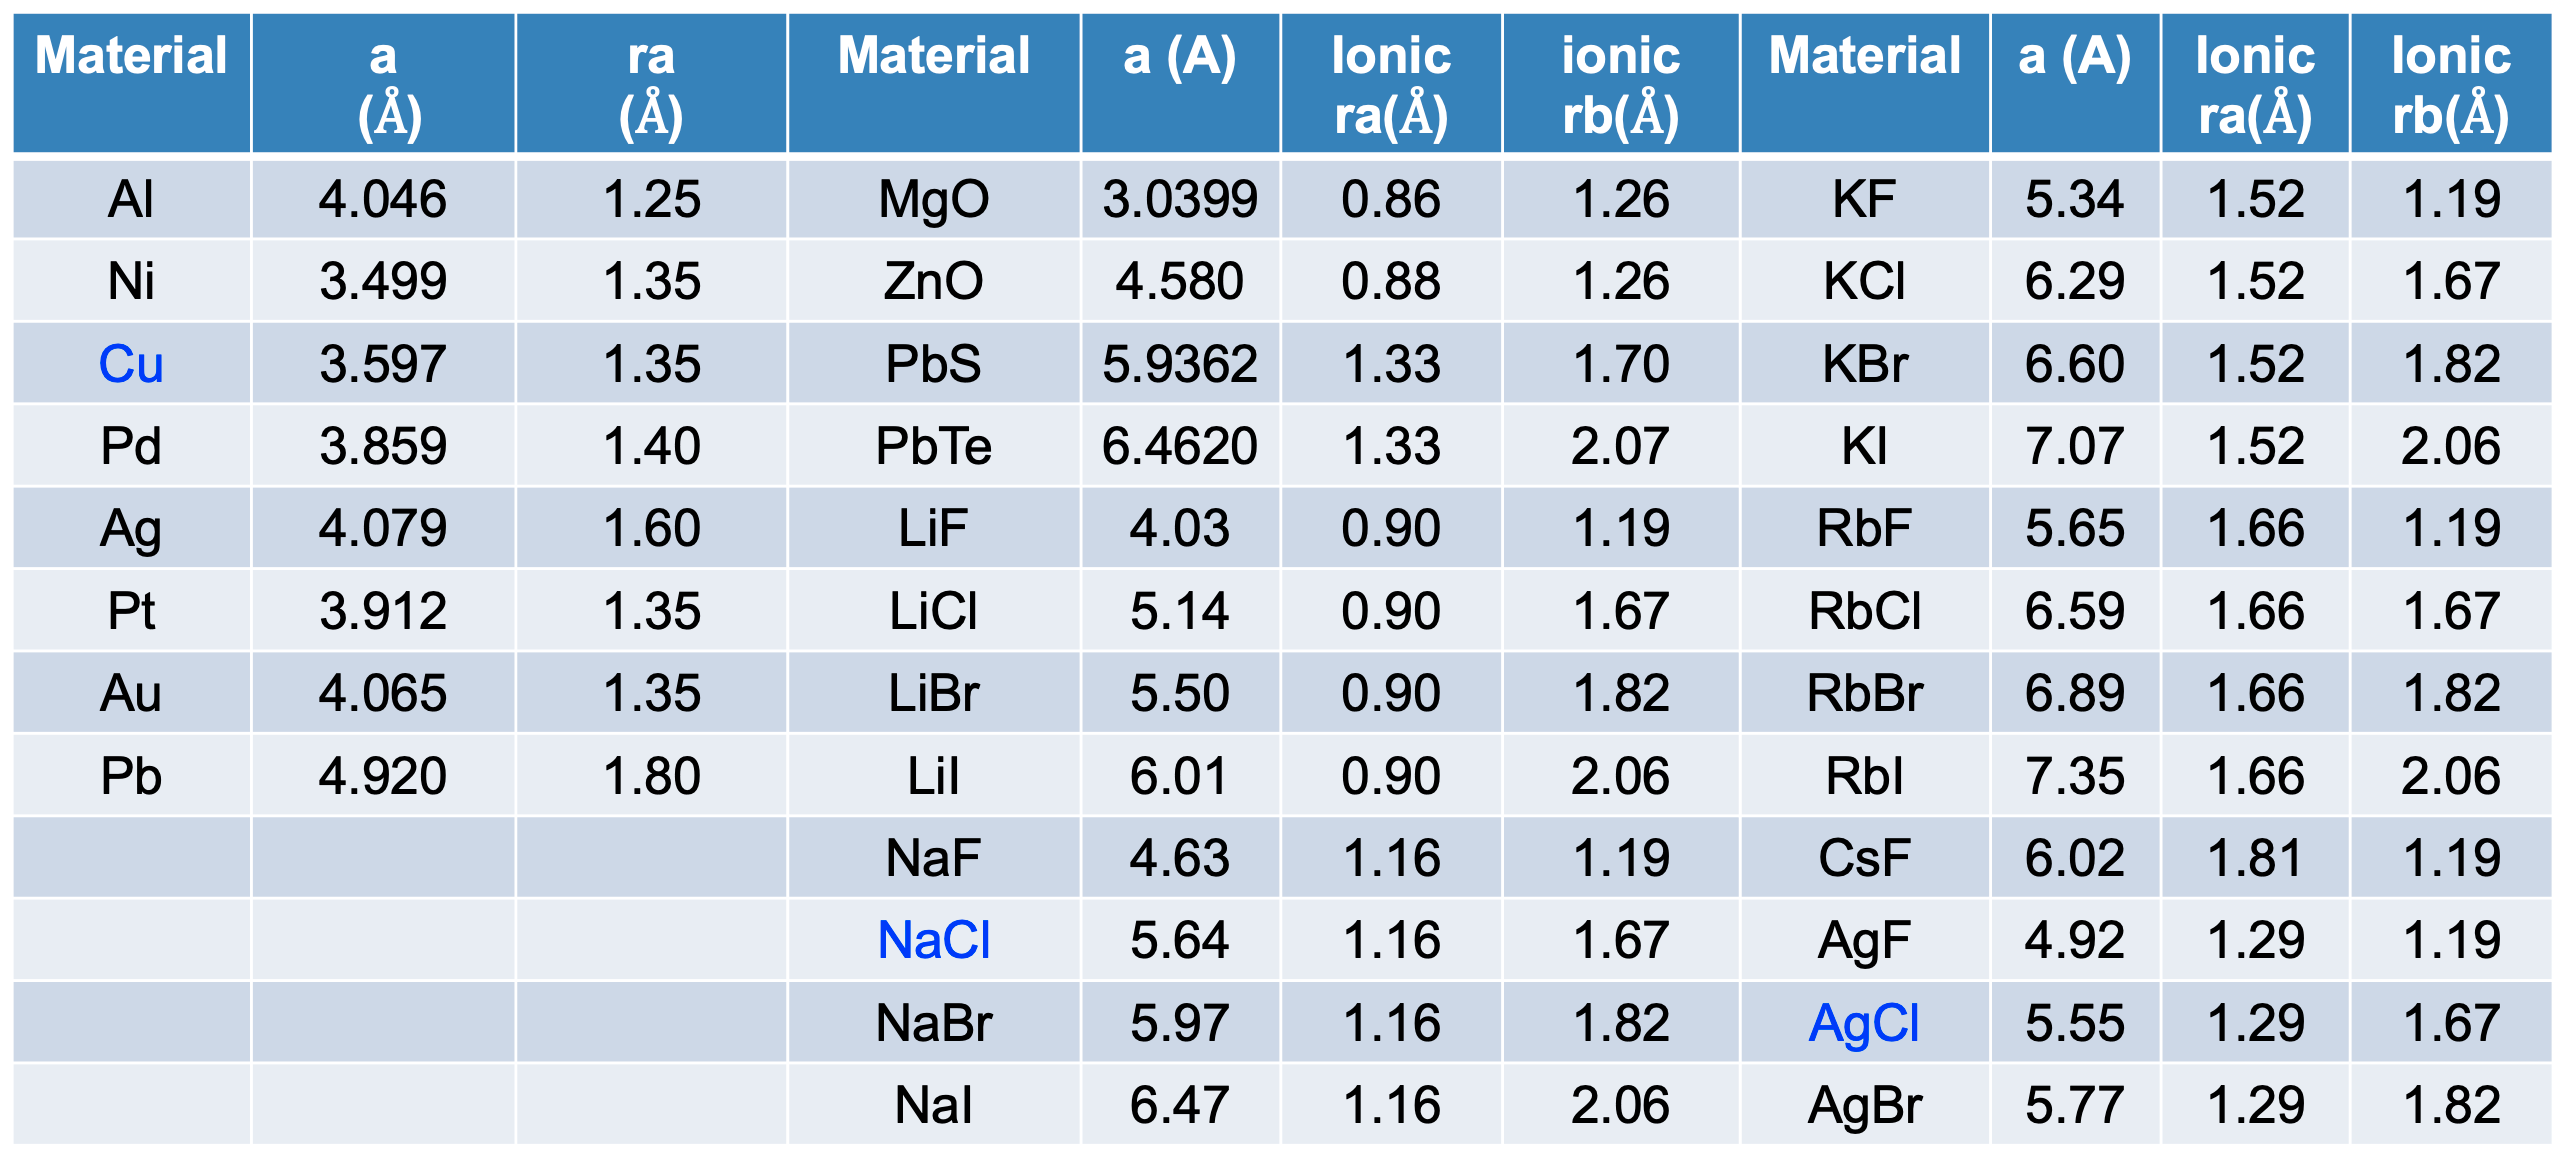 Material a (Å) ra (Å) Material a (A) Ionic ra(Å) ionic rb(Å) Material a (A) Ionic ra(Å) Ionic rb(Å)
Al 4.046 1.25 MgO 3.0399 0.86 1.26 KF 5.34 1.52 1.19
Ni 3.499 1.35 ZnO 4.580 0.88 1.26 KCl 6.29 1.52 1.67
Cu 3.597 1.35 PbS 5.9362 1.33 1.70 KBr 6.60 1.52 1.82
Pd 3.859 1.40 PbTe 6.4620 1.33 2.07 KI 7.07 1.52 2.06
Ag 4.079 1.60 LiF 4.03 0.90 1.19 RbF 5.65 1.66 1.19
Pt 3.912 1.35 LiCl 5.14 0.90 1.67 RbCl 6.59 1.66 1.67
Au 4.065 1.35 LiBr 5.50 0.90 1.82 RbBr 6.89 1.66 1.82
Pb 4.920 1.80 LiI 6.01 0.90 2.06 RbI 7.35 1.66 2.06
NaF 4.63 1.16 1.19 CsF 6.02 1.81 1.19
NaCl 5.64 1.16 1.67 AgF 4.92 1.29 1.19
NaBr 5.97 1.16 1.82 AgCl 5.55 1.29 1.67
NaI 6.47 1.16 2.06 AgBr 5.77 1.29 1.82